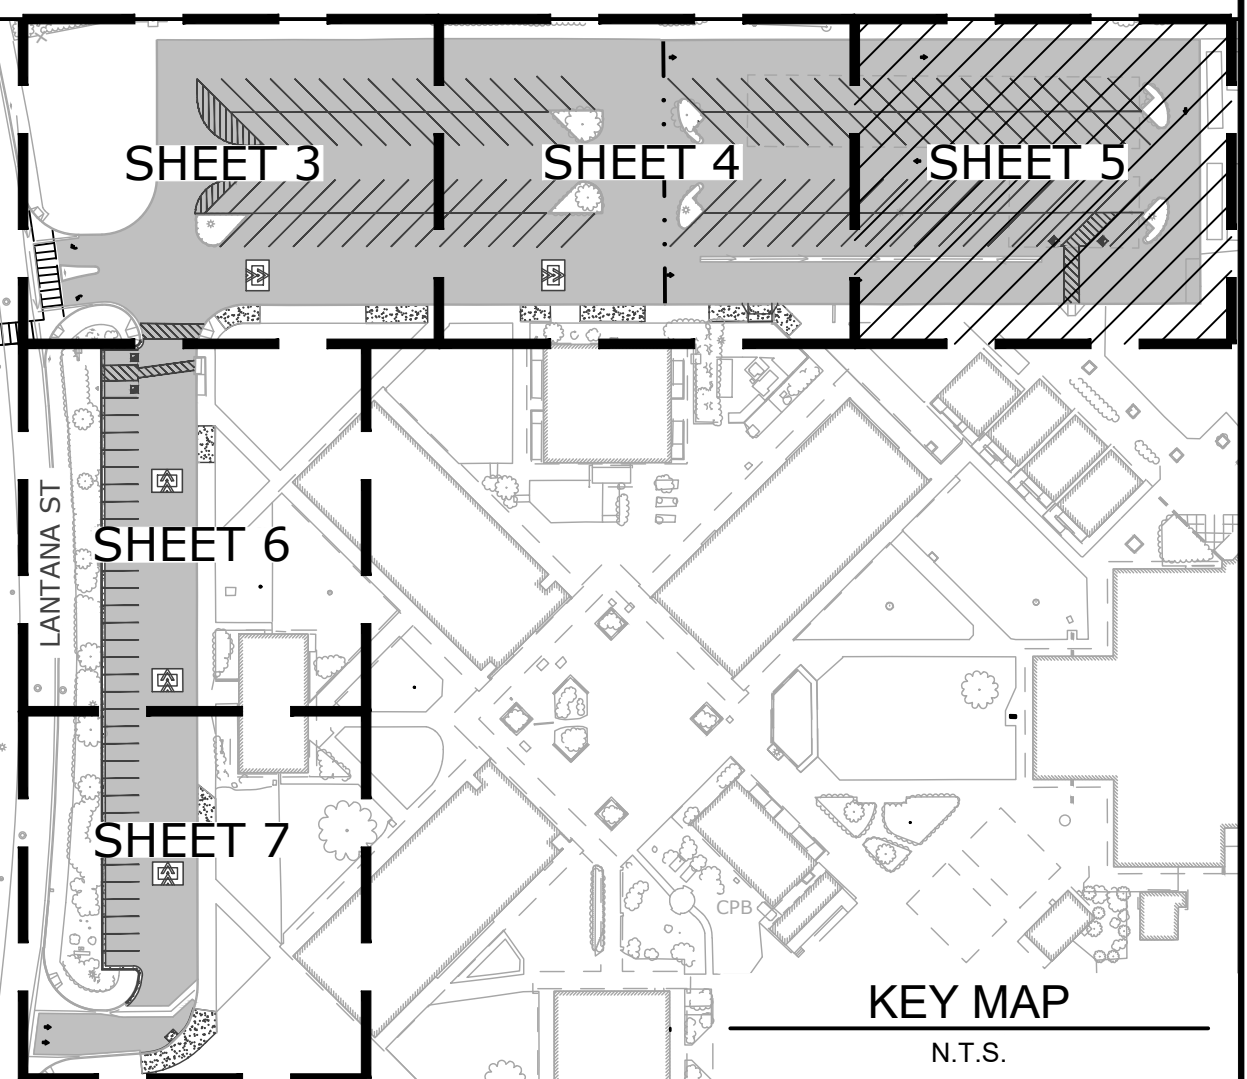 SHEET 3
SHEET 4
SHEET 5
SHEET 6
LANTANA ST
SHEET 7
CPB
KEY MAP
N.T.S.